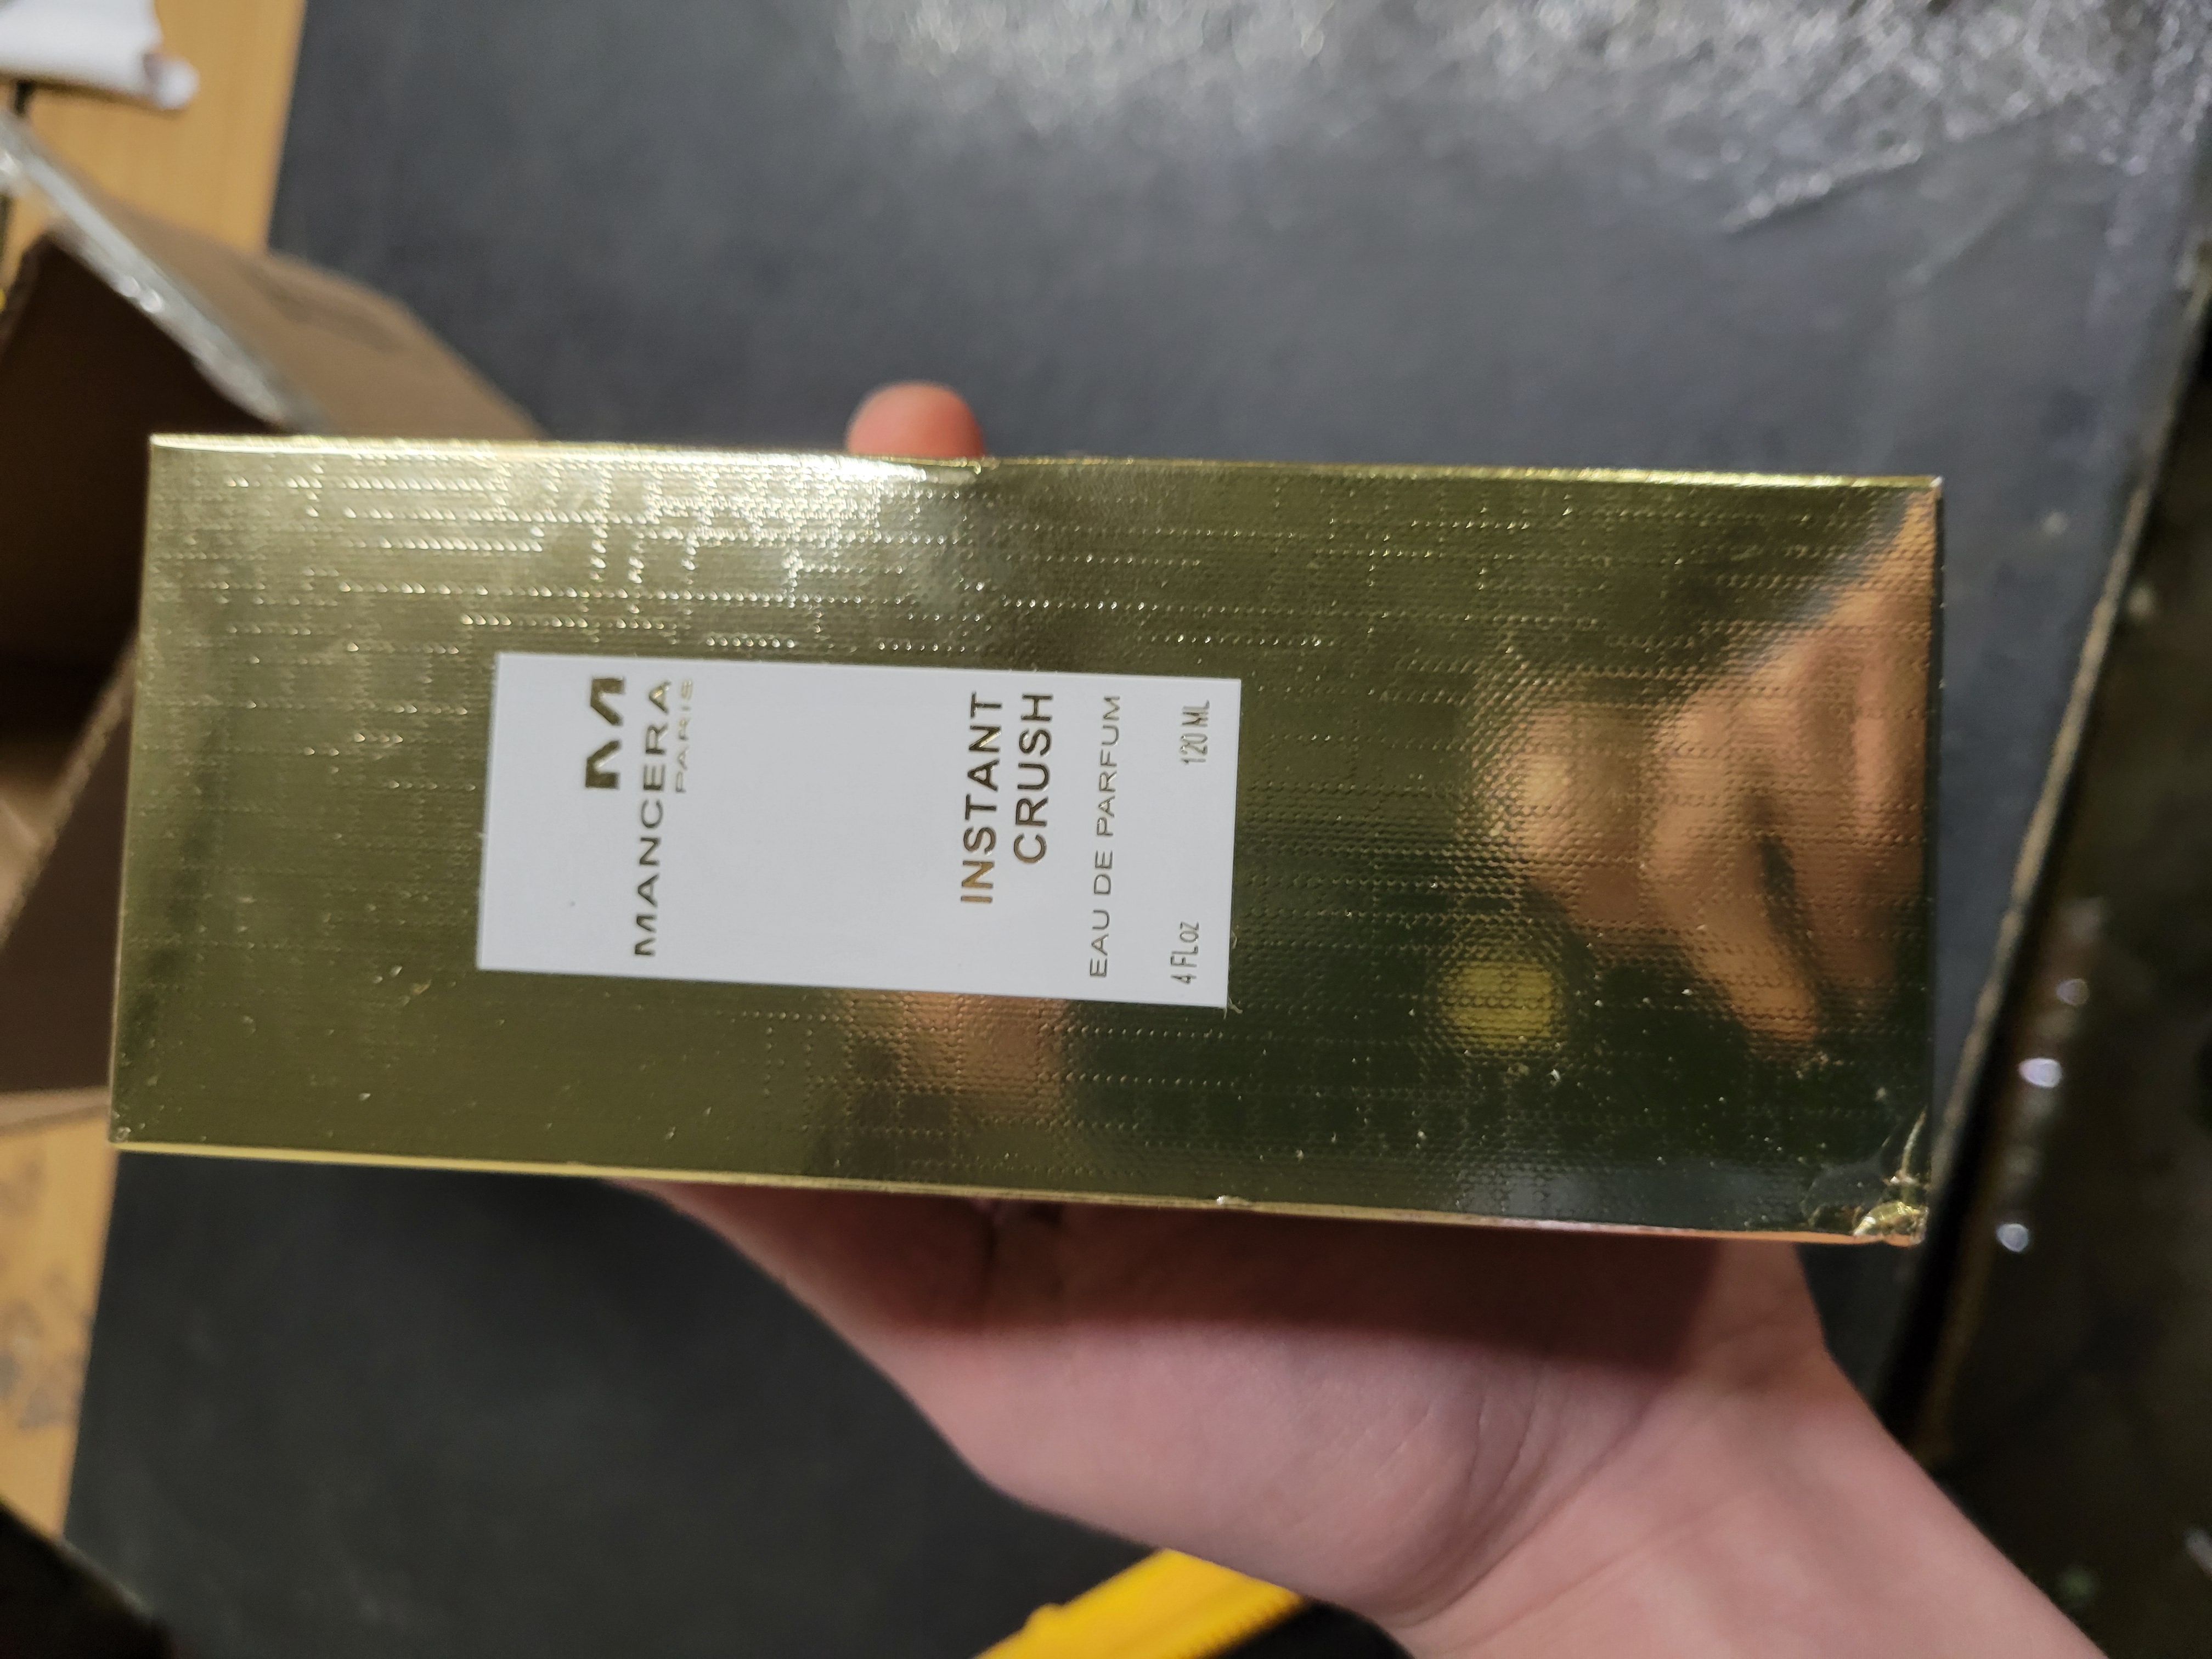 MANCERA
PARIS
INSTANT
CRUSH
EAU DE PARFUM
4 FL oz 120 ML